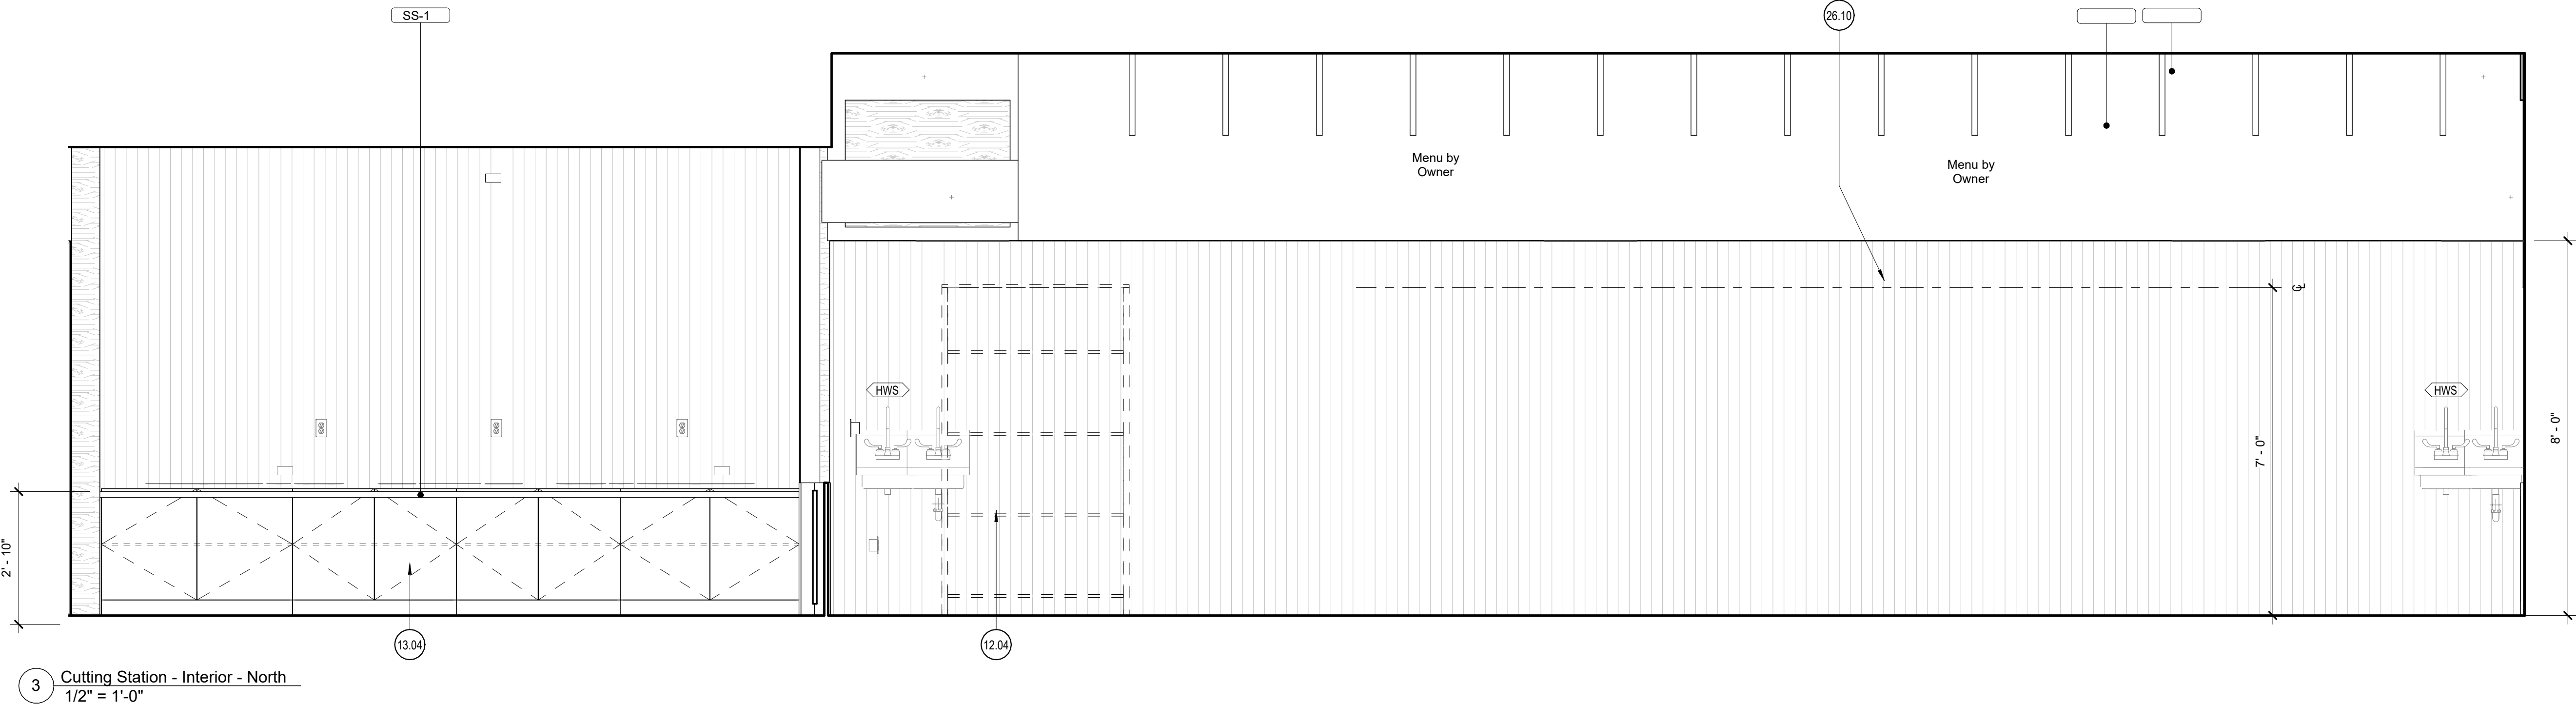 SS-1
26.10
Menu by
Owner
Menu by
Owner
HWS
HWS
2' - 10"
7' - 0"
8' - 0"
℄
13.04
12.04
3
Cutting Station - Interior - North
1/2" = 1'-0"